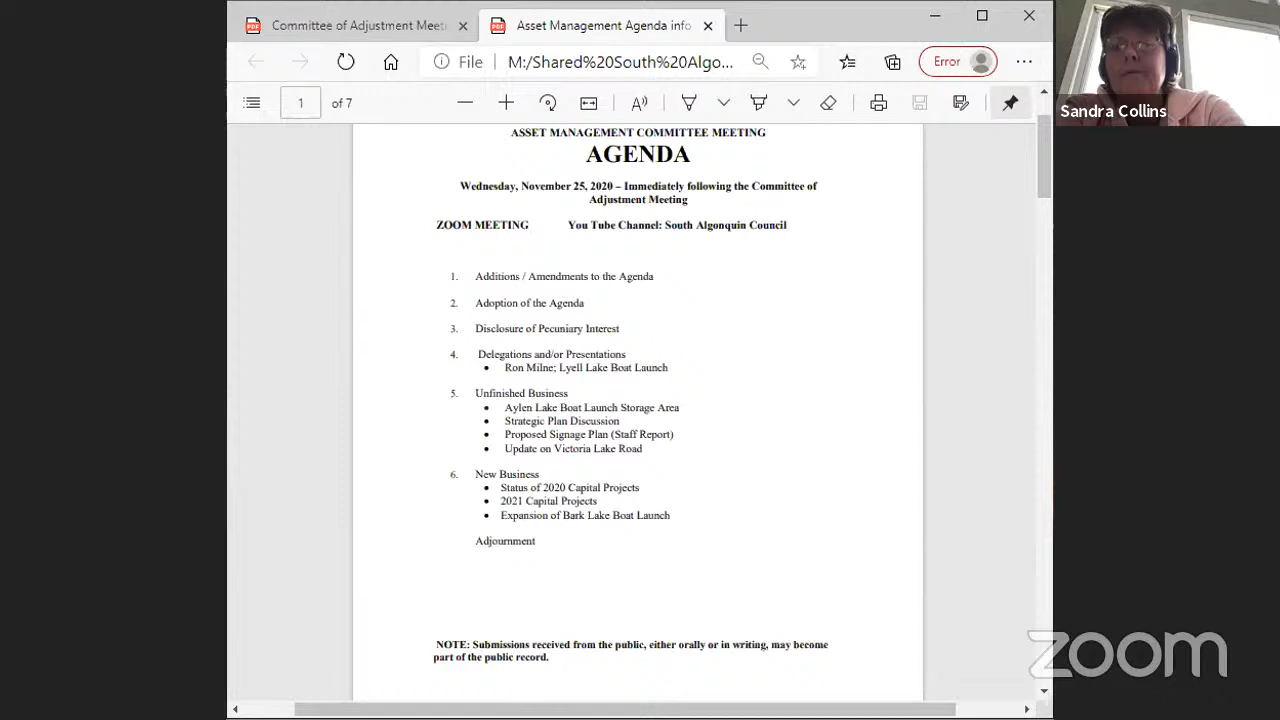 Committee of Adjustment Meeti
Asset Management Agenda info
File
M:/Shared%20South%20Algo...
Error
1 of 7
ASSET MANAGEMENT COMMITTEE MEETING
AGENDA
Wednesday, November 25, 2020 – Immediately following the Committee of
Adjustment Meeting
ZOOM MEETING You Tube Channel: South Algonquin Council
1. Additions / Amendments to the Agenda
2. Adoption of the Agenda
3. Disclosure of Pecuniary Interest
4. Delegations and/or Presentations
• Ron Milne; Lyell Lake Boat Launch
5. Unfinished Business
• Aylen Lake Boat Launch Storage Area
• Strategic Plan Discussion
• Proposed Signage Plan (Staff Report)
• Update on Victoria Lake Road
6. New Business
• Status of 2020 Capital Projects
• 2021 Capital Projects
• Expansion of Bark Lake Boat Launch
Adjournment
NOTE: Submissions received from the public, either orally or in writing, may become
part of the public record.
Sandra Collins
zoom